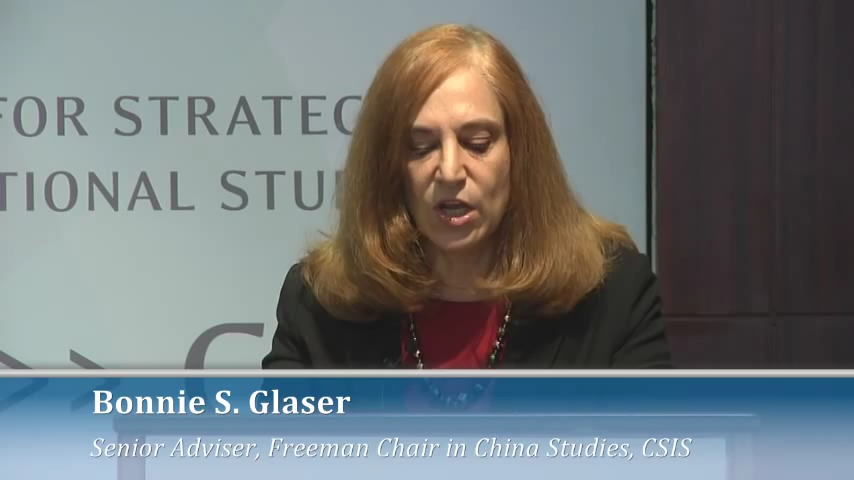 FOR STRATEG
TIONAL STU
>> C
Bonnie S. Glaser
Senior Adviser, Freeman Chair in China Studies, CSIS